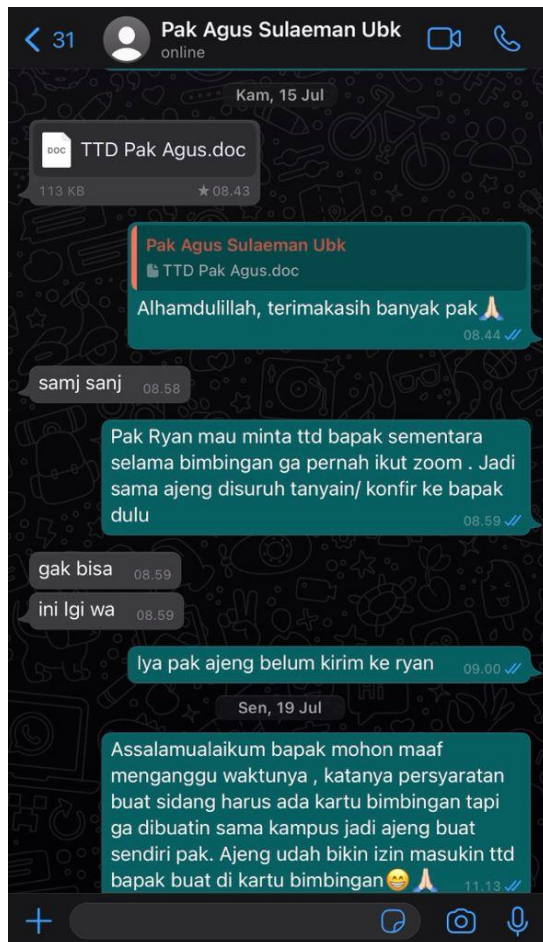 31
Pak Agus Sulaeman Ubk
online
Kam, 15 Jul
DOC
TTD Pak Agus.doc
113 KB
08.43
Pak Agus Sulaeman Ubk
TTD Pak Agus.doc
Alhamdulillah, terimakasih banyak pak🙏🏻
08.44
samj sanj 08.58
Pak Ryan mau minta ttd bapak sementara
selama bimbingan ga pernah ikut zoom . Jadi
sama ajeng disuruh tanyain/ konfir ke bapak
dulu
08.59
gak bisa 08.59
ini lgi wa 08.59
Iya pak ajeng belum kirim ke ryan 09.00
Sen, 19 Jul
Assalamualaikum bapak mohon maaf
menganggu waktunya , katanya persyaratan
buat sidang harus ada kartu bimbingan tapi
ga dibuatin sama kampus jadi ajeng buat
sendiri pak. Ajeng udah bikin izin masukin ttd
bapak buat di kartu bimbingan😁🙏🏻 11.13